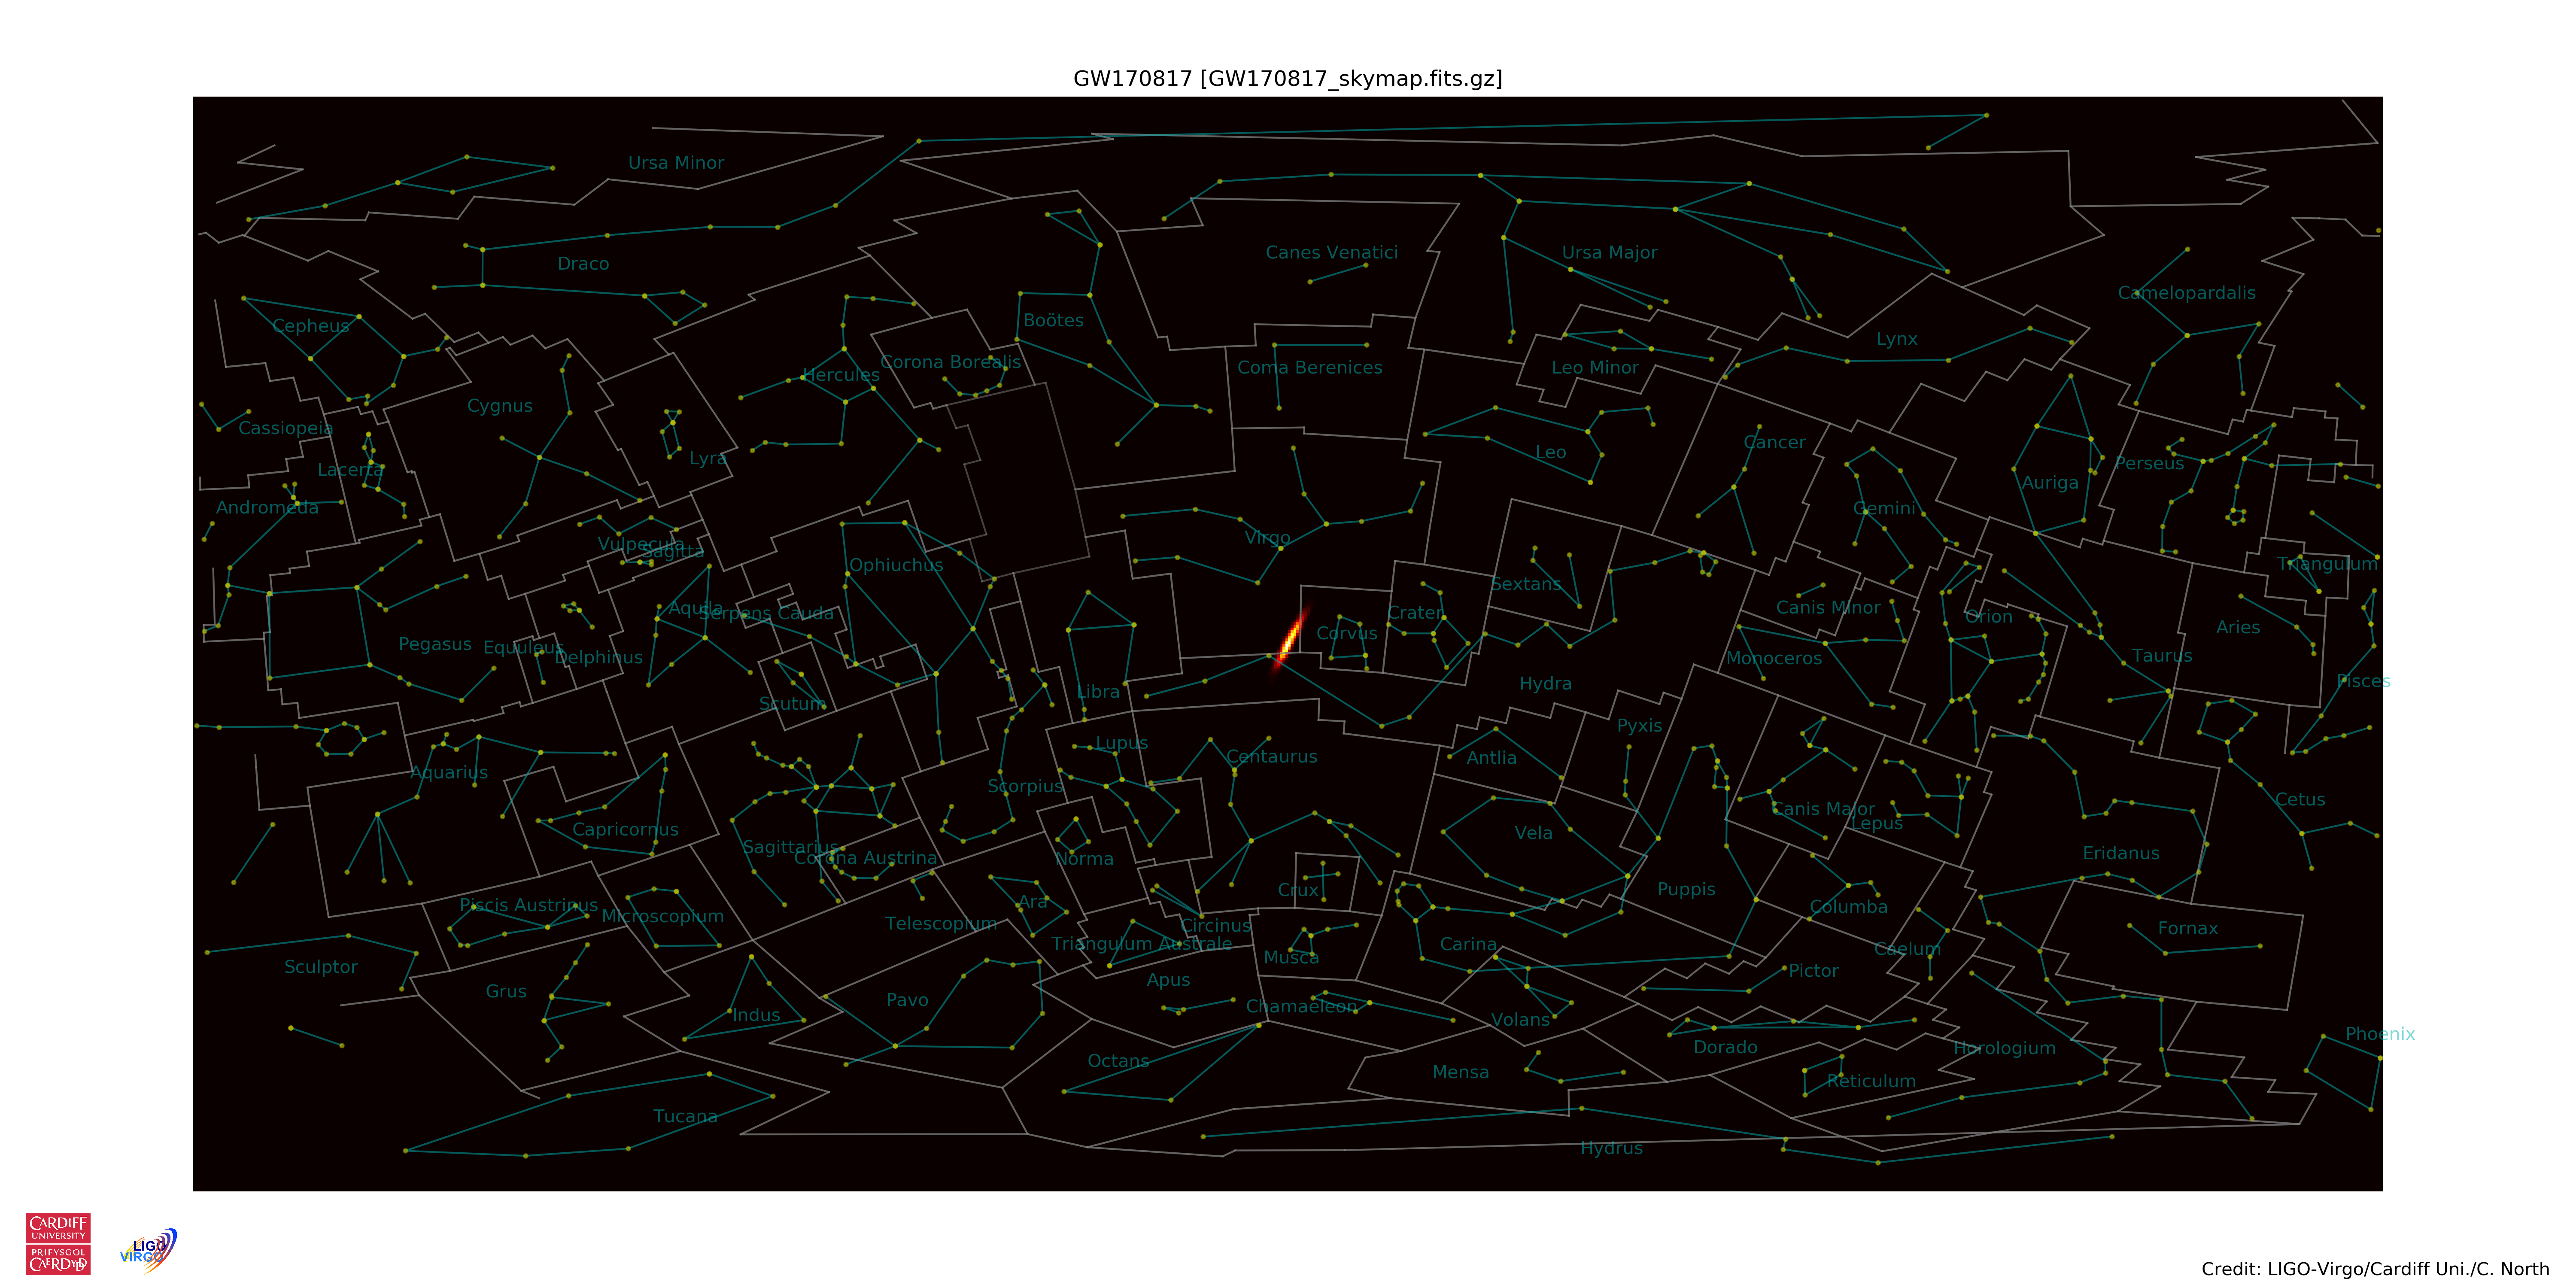 GW170817 [GW170817_skymap.fits.gz]
Ursa Minor
Canes Venatici
Ursa Major
Draco
Camelopardalis
Cepheus
Boötes
Lynx
Corona Borealis
Coma Berenices
Leo Minor
Hercules
Cygnus
Cassiopeia
Cancer
Leo
Lyra
Perseus
Lacerta
Auriga
Andromeda
Gemini
Virgo
Vulpecula
Sagitta
Ophiuchus
Triangulum
Sextans
Aquila
Serpens Cauda
Crater
Canis Minor
Orion
Aries
Corvus
Pegasus
Equuleus
Delphinus
Monoceros
Taurus
Pisces
Hydra
Libra
Scutum
Pyxis
Lupus
Centaurus
Antlia
Aquarius
Scorpius
Cetus
Canis Major
Lepus
Capricornus
Vela
Sagittarius
Corona Austrina
Norma
Eridanus
Crux
Puppis
Ara
Piscis Austrinus
Microscopium
Columba
Telescopium
Circinus
Fornax
Triangulum Australe
Carina
Caelum
Musca
Sculptor
Pictor
Apus
Grus
Pavo
Chamaeleon
Indus
Volans
Phoenix
Dorado
Horologium
Octans
Mensa
Reticulum
Tucana
Hydrus
CARDIFF
UNIVERSITY
PRIFYSGOL
CAERDYDD
LIGO
VIRGO
Credit: LIGO-Virgo/Cardiff Uni./C. North